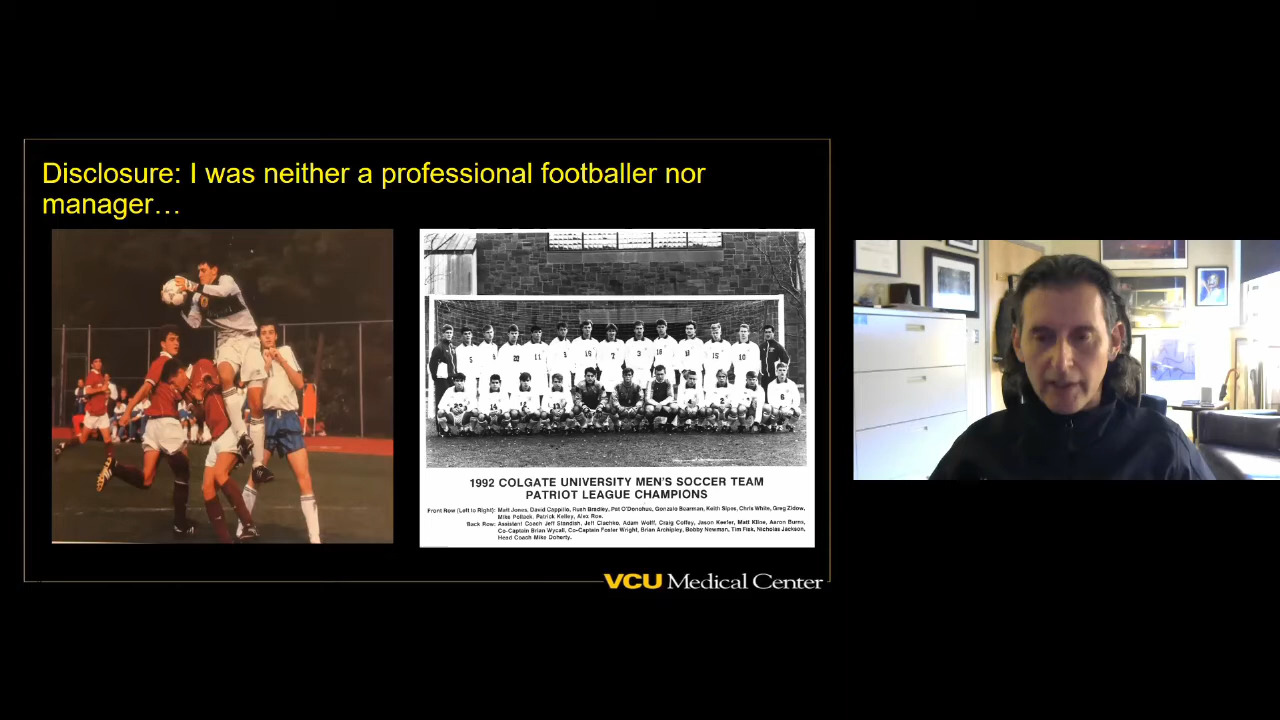 Disclosure: I was neither a professional footballer nor
manager…
1992 COLGATE UNIVERSITY MEN'S SOCCER TEAM
PATRIOT LEAGUE CHAMPIONS
Front Row (Left to Right): Matt Jones, David Cappillo, Rush Bradley, Pat O'Donohue, Gonzalo Bearman, Keith Sipes, Chris White, Greg Zidow,
Mike Pollock, Patrick Kelley, Alex Roe.
Back Row: Assistant Coach Jeff Standish, Jeff Clachko, Adam Wolff, Craig Coffey, Jason Keefer, Matt Kline, Aaron Burns,
Co-Captain Brian Wycall, Co-Captain Foster Wright, Brian Archipley, Bobby Newman, Tim Fisk, Nicholas Jackson,
Head Coach Mike Doherty.
VCU Medical Center